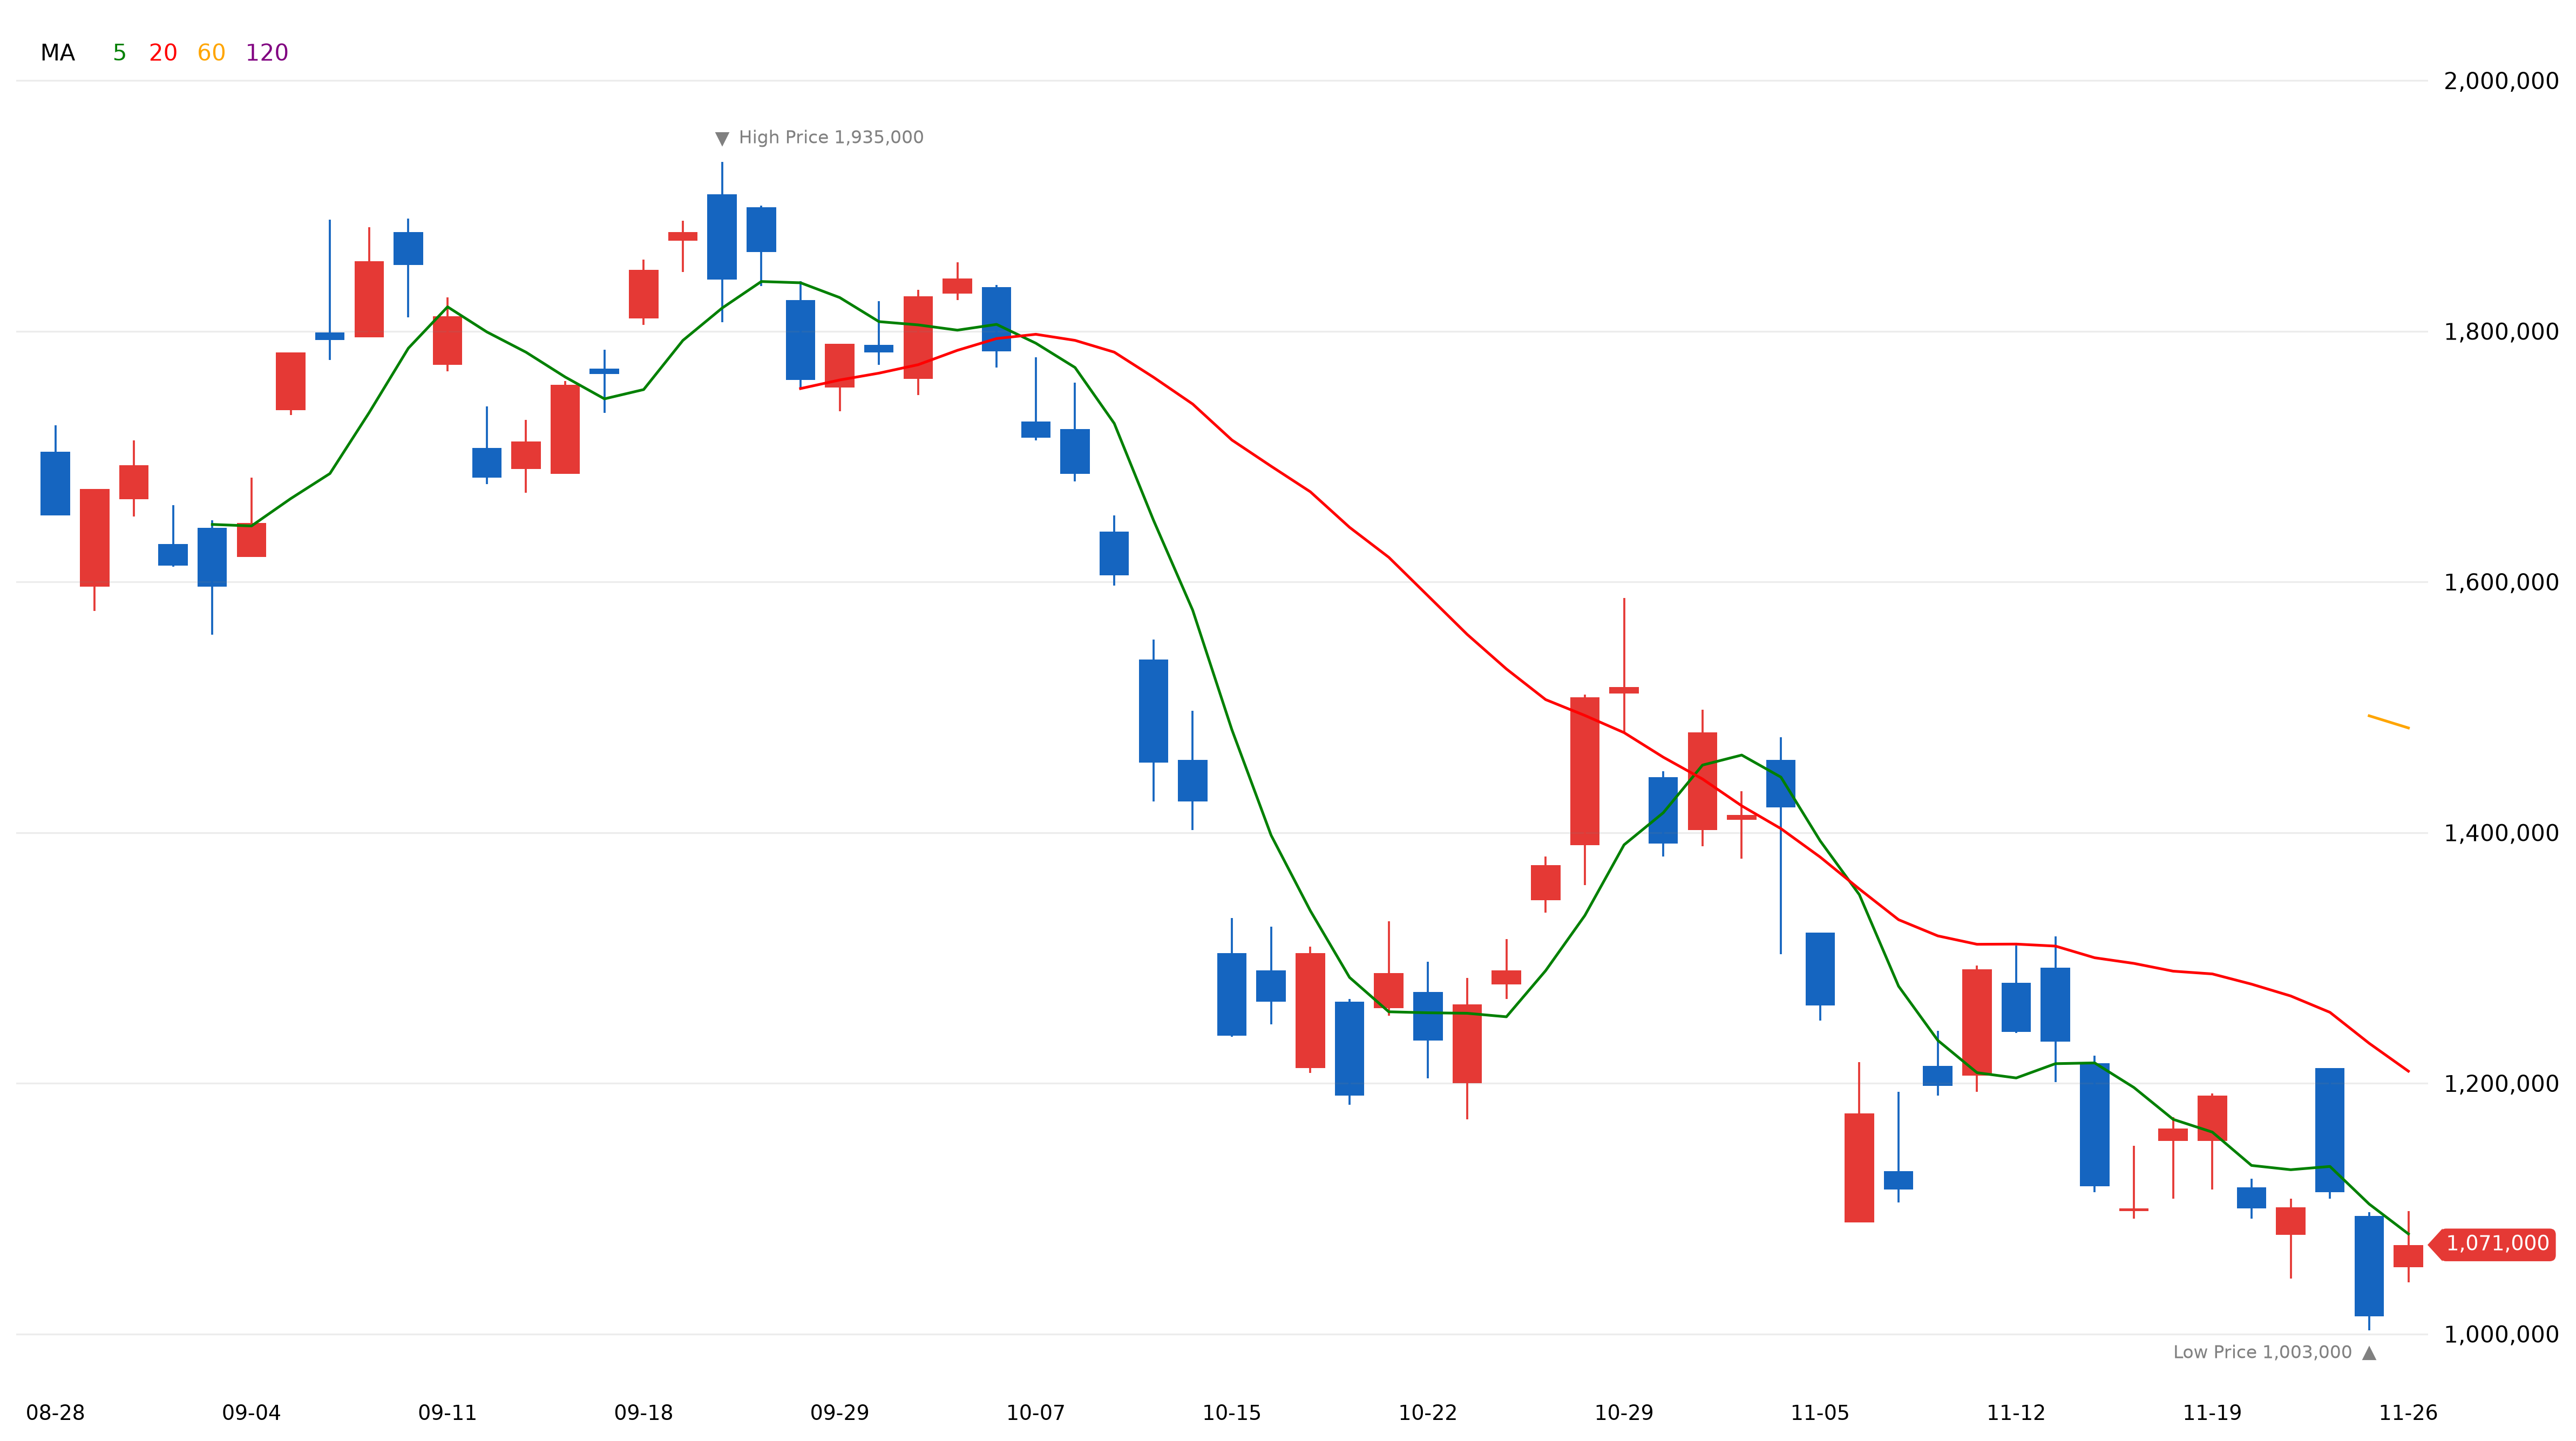 MA 5 20 60 120
2,000,000
▼ High Price 1,935,000
1,800,000
1,600,000
1,400,000
1,200,000
1,071,000
1,000,000
Low Price 1,003,000 ▲
08-28 09-04 09-11 09-18 09-29 10-07 10-15 10-22 10-29 11-05 11-12 11-19 11-26